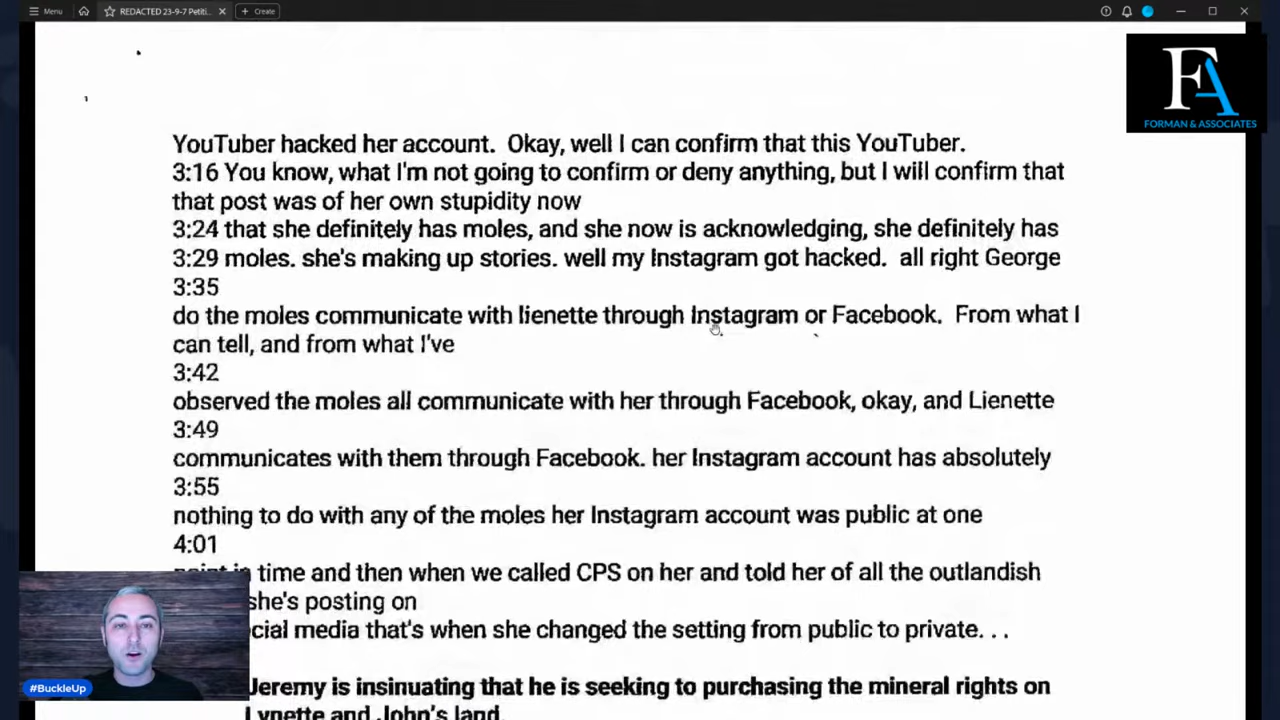 Menu
REDACTED 23-9-7 Petiti...
Create
FA
FORMAN & ASSOCIATES
YouTuber hacked her account. Okay, well I can confirm that this YouTuber.
3:16 You know, what I'm not going to confirm or deny anything, but I will confirm that
that post was of her own stupidity now
3:24 that she definitely has moles, and she now is acknowledging, she definitely has
3:29 moles. she's making up stories. well my Instagram got hacked. all right George
3:35
do the moles communicate with lienette through Instagram or Facebook. From what I
can tell, and from what I've
3:42
observed the moles all communicate with her through Facebook, okay, and Lienette
3:49
communicates with them through Facebook. her Instagram account has absolutely
3:55
nothing to do with any of the moles her Instagram account was public at one
4:01
point in time and then when we called CPS on her and told her of all the outlandish
she's posting on
social media that's when she changed the setting from public to private. . .
Jeremy is insinuating that he is seeking to purchasing the mineral rights on
Lynette and John's land.
#BuckleUp